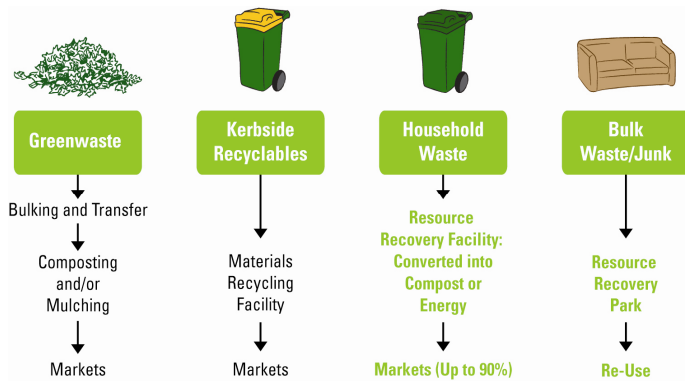 Greenwaste
Bulking and Transfer
Composting
and/or
Mulching
Markets
Kerbside
Recyclables
Materials
Recycling
Facility
Markets
Household
Waste
Resource
Recovery Facility:
Converted into
Compost or
Energy
Markets (Up to 90%)
Bulk
Waste/Junk
Resource
Recovery
Park
Re-Use